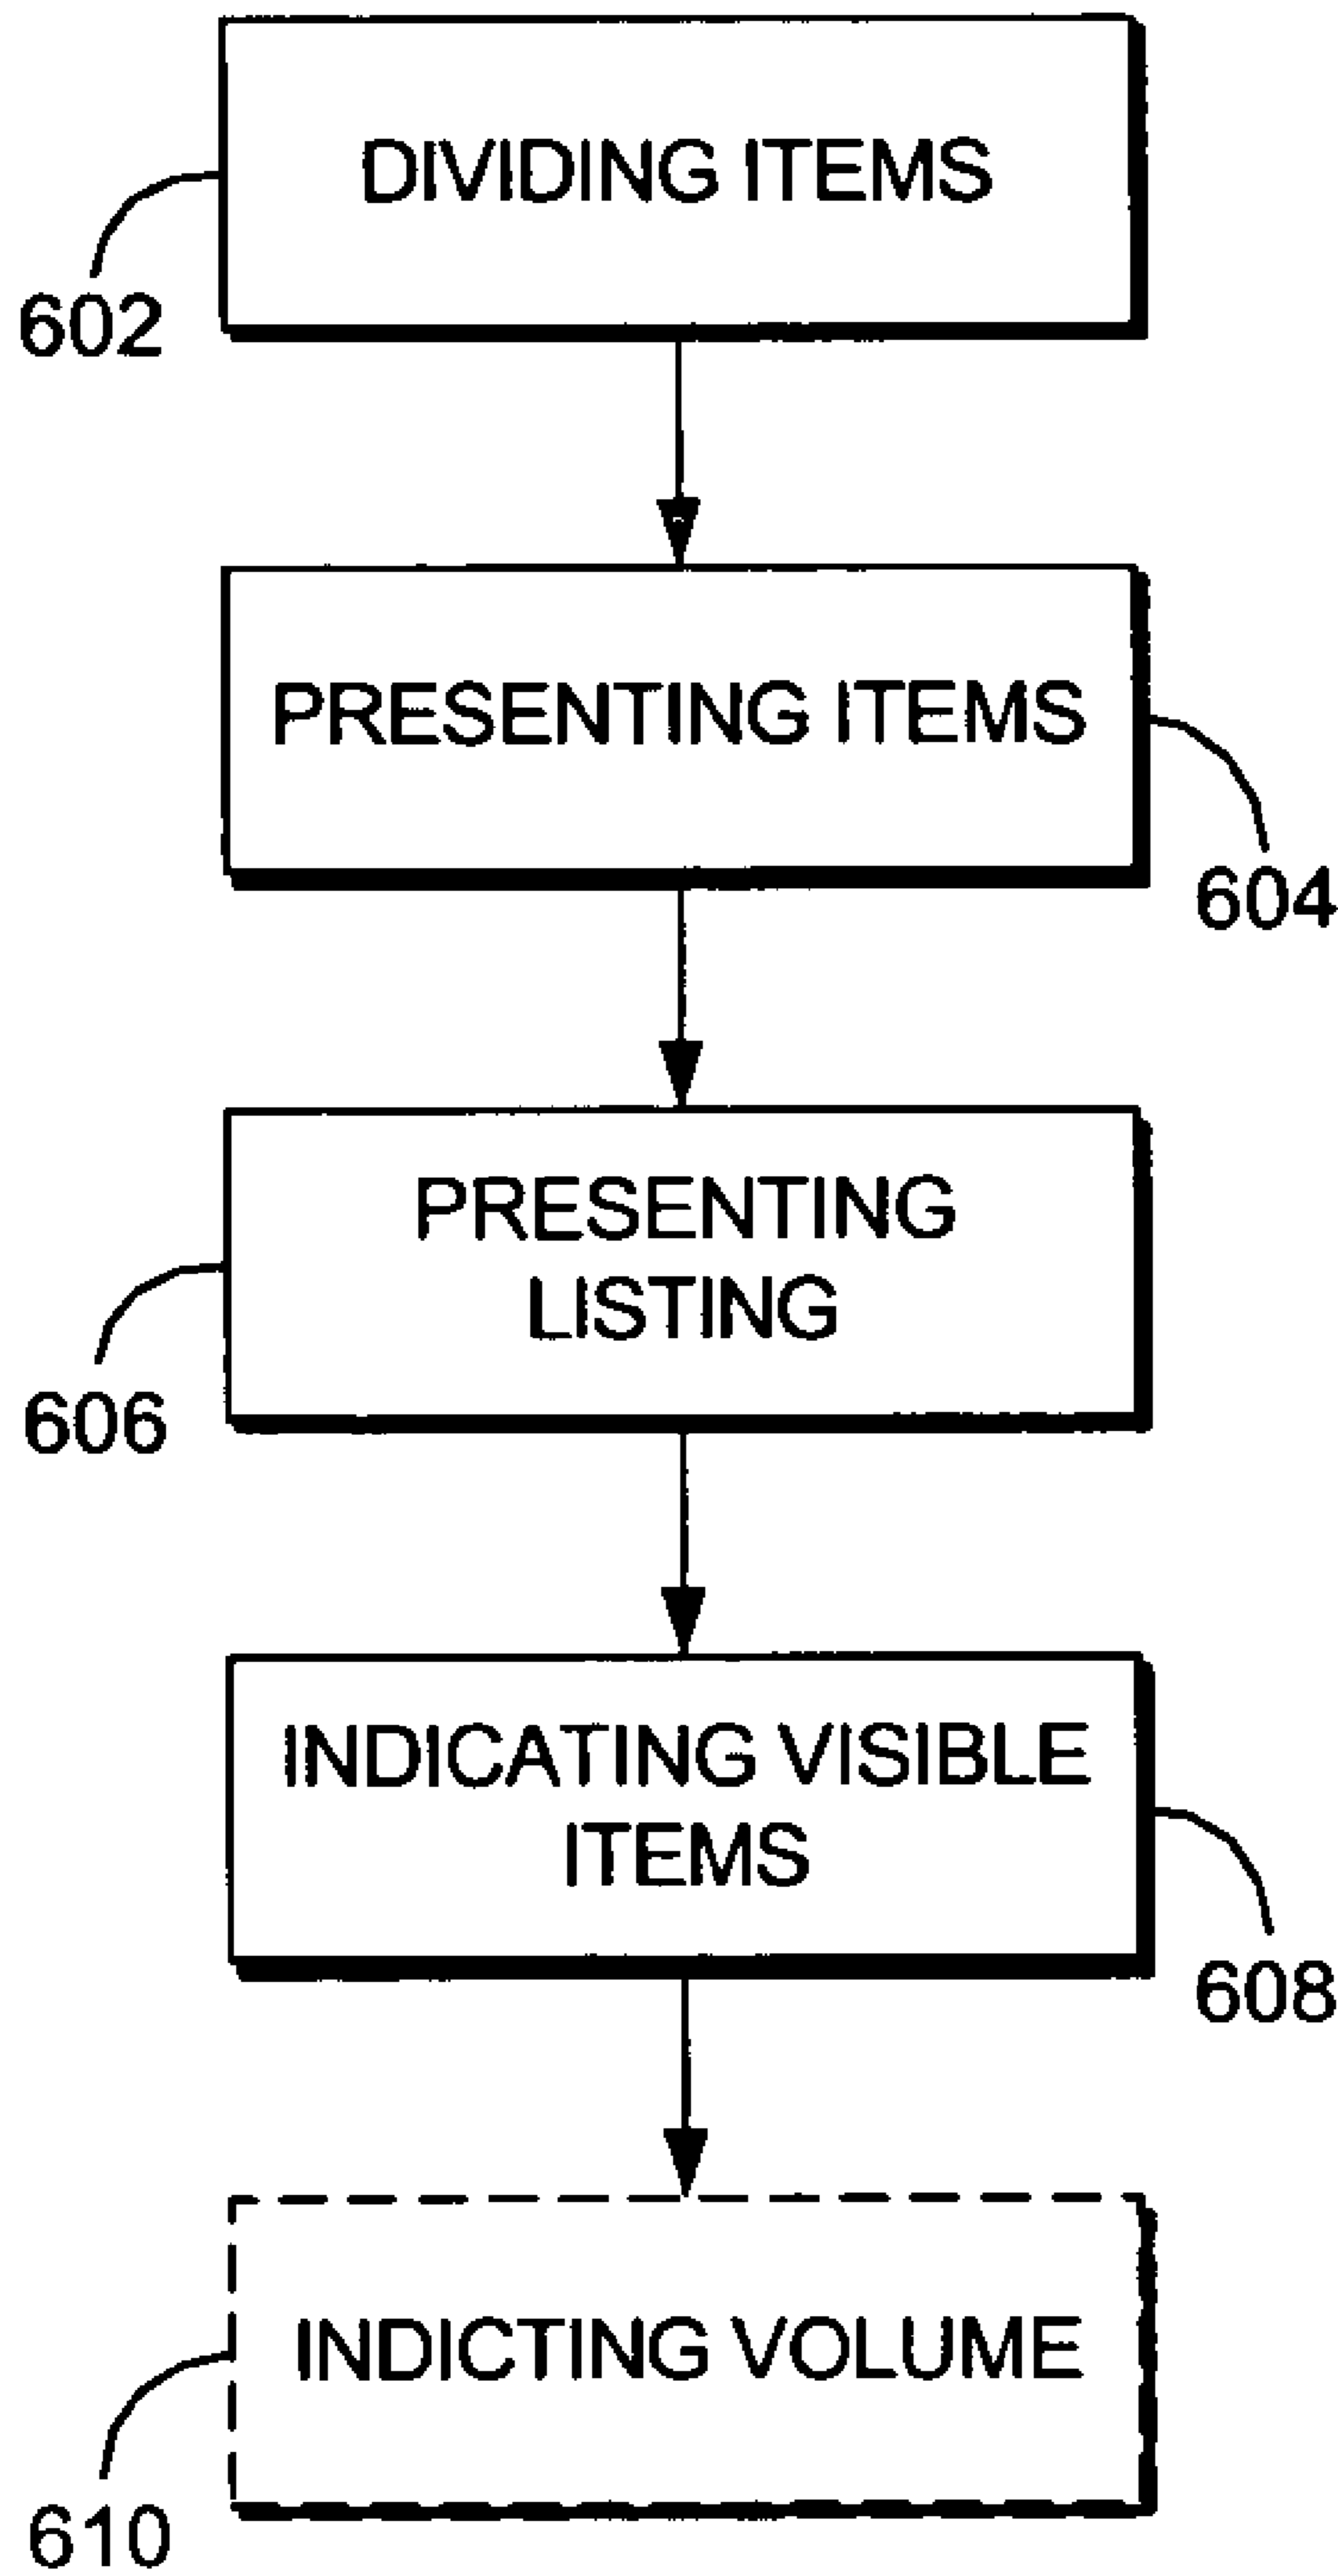 DIVIDING ITEMS
602
PRESENTING ITEMS
604
PRESENTING
LISTING
606
INDICATING VISIBLE
ITEMS
608
INDICTING VOLUME
610